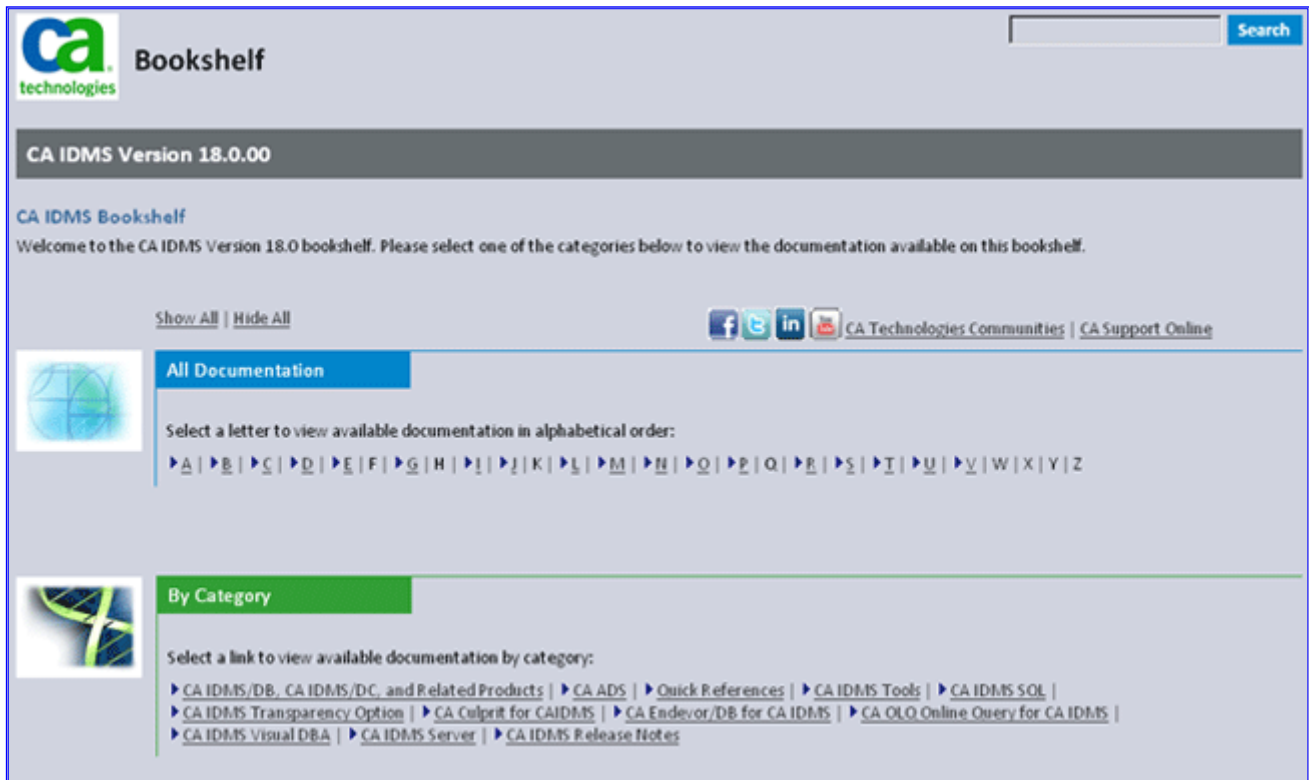 ca
technologies
Bookshelf
Search
CA IDMS Version 18.0.00
CA IDMS Bookshelf
Welcome to the CA IDMS Version 18.0 bookshelf. Please select one of the categories below to view the documentation available on this bookshelf.
Show All | Hide All
f t in You CA Technologies Communities | CA Support Online
All Documentation
Select a letter to view available documentation in alphabetical order:
A | B | C | D | E | F | G | H | I | J | K | L | M | N | O | P | Q | R | S | T | U | V | W | X | Y | Z
By Category
Select a link to view available documentation by category:
CA IDMS/DB, CA IDMS/DC, and Related Products | CA ADS | Quick References | CA IDMS Tools | CA IDMS SQL |
CA IDMS Transparency Option | CA Culprit for CAIDMS | CA Endevor/DB for CA IDMS | CA OLQ Online Query for CA IDMS |
CA IDMS Visual DBA | CA IDMS Server | CA IDMS Release Notes